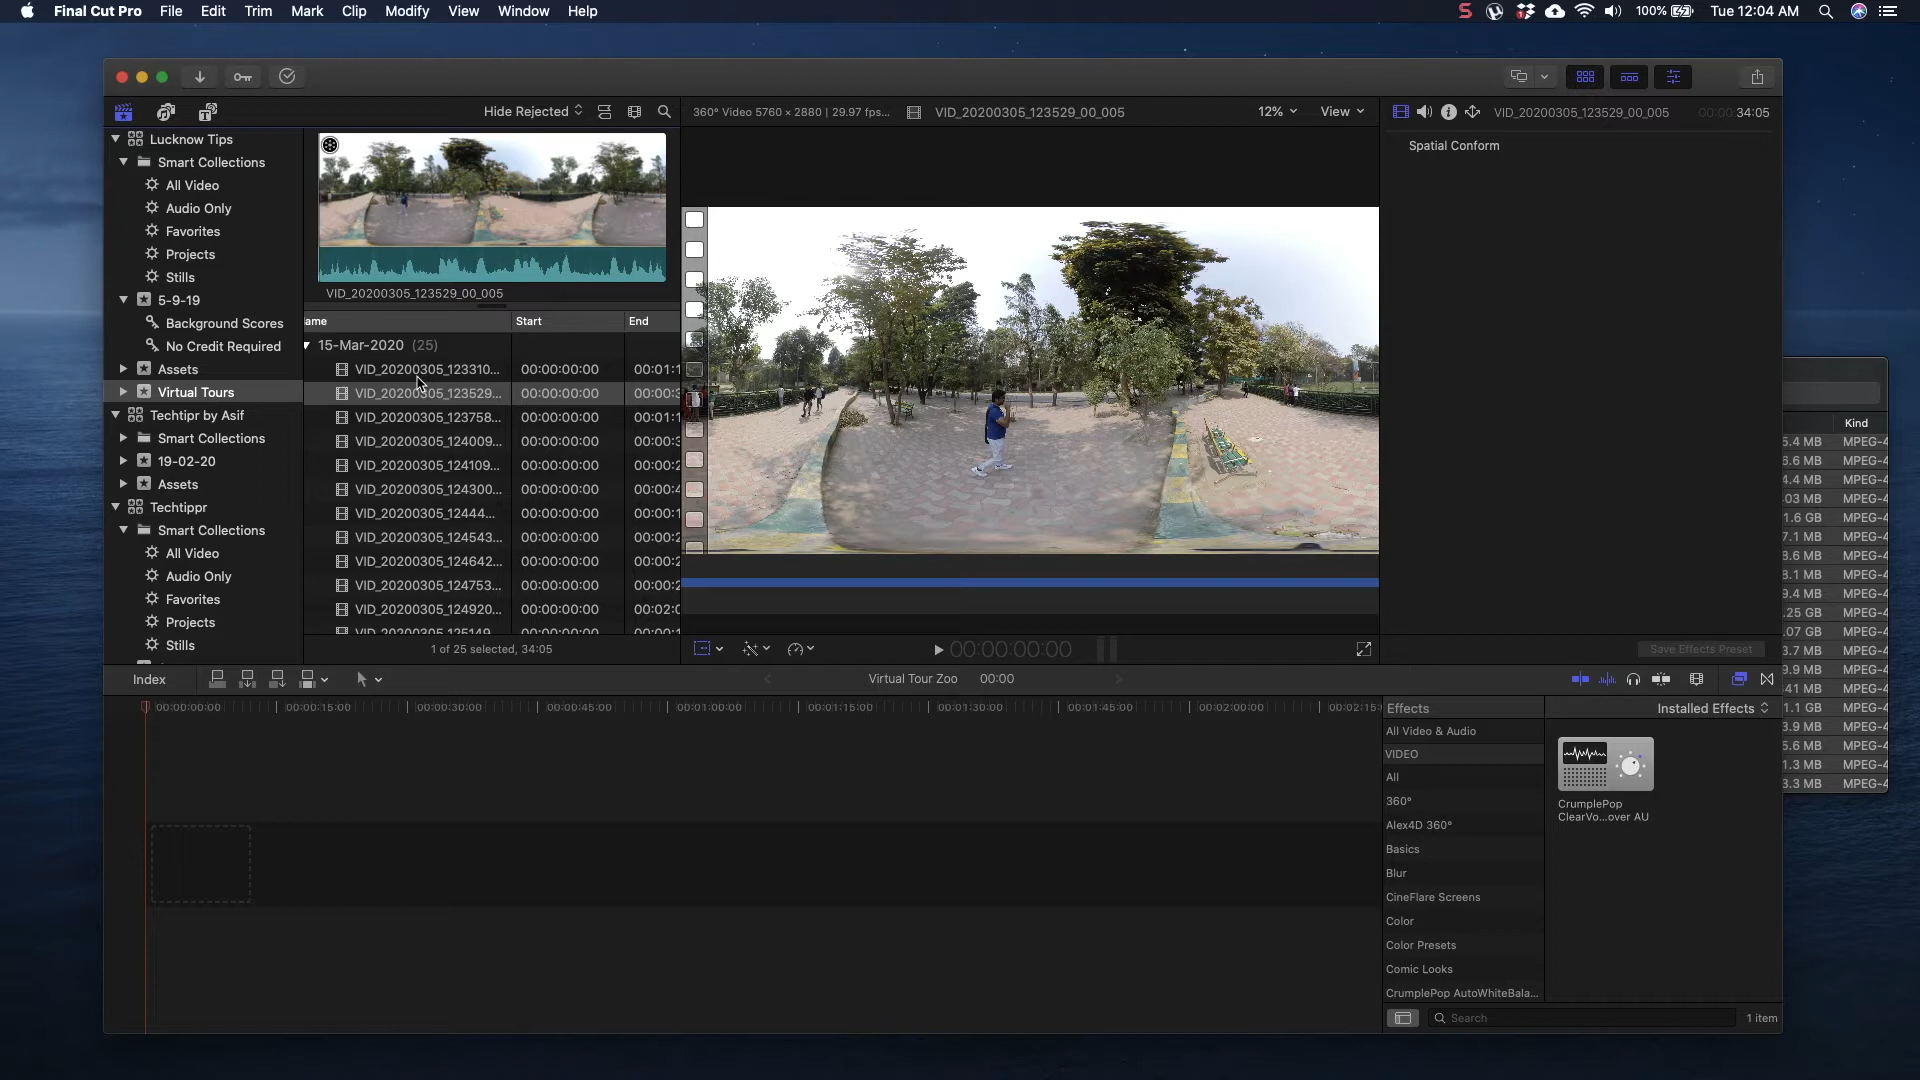 Final Cut Pro File Edit Trim Mark Clip Modify View Window Help
100% Tue 12:04 AM
Hide Rejected
360° Video 5760 × 2880 | 29.97 fps...
VID_20200305_123529_00_005
12%
View
VID_20200305_123529_00_005
00:00:34:05
Lucknow Tips
Smart Collections
All Video
Audio Only
Favorites
Projects
Stills
5-9-19
Background Scores
No Credit Required
Assets
Virtual Tours
Techtipr by Asif
Smart Collections
19-02-20
Assets
Techtippr
Smart Collections
All Video
Audio Only
Favorites
Projects
Stills
VID_20200305_123529_00_005
ame Start End
15-Mar-2020 (25)
VID_20200305_123310... 00:00:00:00 00:01:1
VID_20200305_123529... 00:00:00:00 00:00:3
VID_20200305_123758... 00:00:00:00 00:01:1
VID_20200305_124009... 00:00:00:00 00:00:3
VID_20200305_124109... 00:00:00:00 00:00:2
VID_20200305_124300... 00:00:00:00 00:00:4
VID_20200305_12444... 00:00:00:00 00:00:1
VID_20200305_124543... 00:00:00:00 00:00:2
VID_20200305_124642... 00:00:00:00 00:00:2
VID_20200305_124753... 00:00:00:00 00:00:2
VID_20200305_124920... 00:00:00:00 00:02:0
VID_20200305_125149... 00:00:00:00 00:00:1
1 of 25 selected, 34:05
00:00:00:00
Spatial Conform
Save Effects Preset
Kind
5.4 MB MPEG-4
6.6 MB MPEG-4
4.4 MB MPEG-4
03 MB MPEG-4
1.6 GB MPEG-4
7.1 MB MPEG-4
8.6 MB MPEG-4
8.1 MB MPEG-4
9.4 MB MPEG-4
.25 GB MPEG-4
.07 GB MPEG-4
3.7 MB MPEG-4
9.9 MB MPEG-4
41 MB MPEG-4
1.1 GB MPEG-4
3.9 MB MPEG-4
5.6 MB MPEG-4
1.3 MB MPEG-4
3.3 MB MPEG-4
Index
Virtual Tour Zoo 00:00
00:00:00:00 00:00:15:00 00:00:30:00 00:00:45:00 00:01:00:00 00:01:15:00 00:01:30:00 00:01:45:00 00:02:00:00 00:02:15:
Effects
Installed Effects
All Video & Audio
VIDEO
All
360°
Alex4D 360°
Basics
Blur
CineFlare Screens
Color
Color Presets
Comic Looks
CrumplePop AutoWhiteBala...
CrumplePop
ClearVo...over AU
Search
1 item